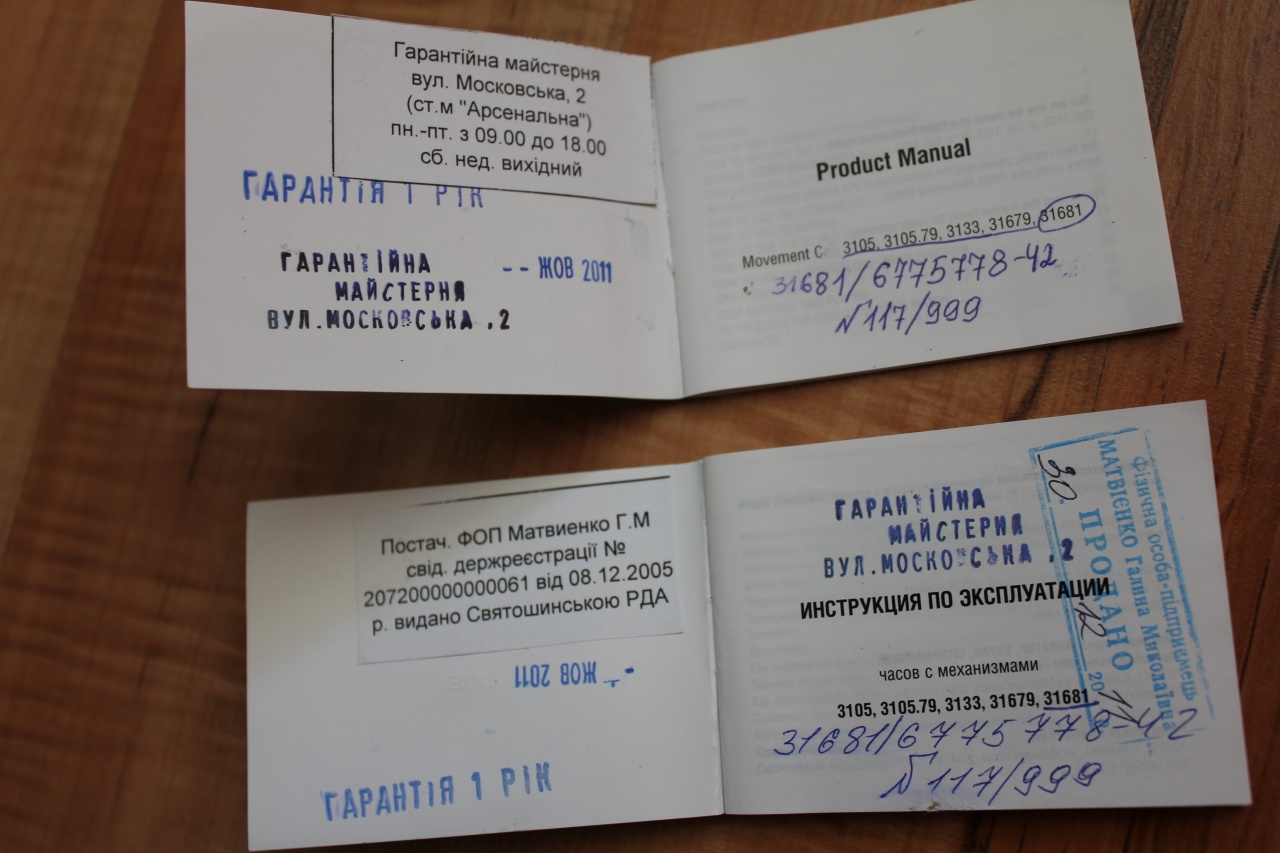 Гарантійна майстерня
вул. Московська, 2
(ст.м "Арсенальна")
пн.-пт. з 09.00 до 18.00
сб. нед. вихідний
ГАРАНТІЯ 1 РІК
ГАРАНТІЙНА
МАЙСТЕРНЯ
ВУЛ.МОСКОВСЬКА ,2
-- ЖОВ 2011
Product Manual
Movement C 3105, 3105.79, 3133, 31679, 31681
31681/6775778-42
№117/999
Постач. ФОП Матвиенко Г.М
свід. держреєстрації №
207200000000061 від 08.12.2005
р. видано Святошинською РДА
ЖОВ 2011
ГАРАНТІЯ 1 РІК
ГАРАНТІЙНА
МАЙСТЕРНЯ
ВУЛ.МОСКОВСЬКА ,2
ИНСТРУКЦИЯ ПО ЭКСПЛУАТАЦИИ
часов с механизмами
3105, 3105.79, 3133, 31679, 31681
31681/6775778-42
№117/999
Фізична особа-підприємець
МАТВІЄНКО Галина Миколаївна
ПРОДАНО
30 12 20